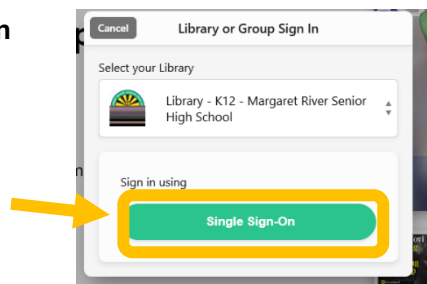 n
Cancel
Library or Group Sign In
Select your Library
Library - K12 - Margaret River Senior
High School
Sign in using
Single Sign-On